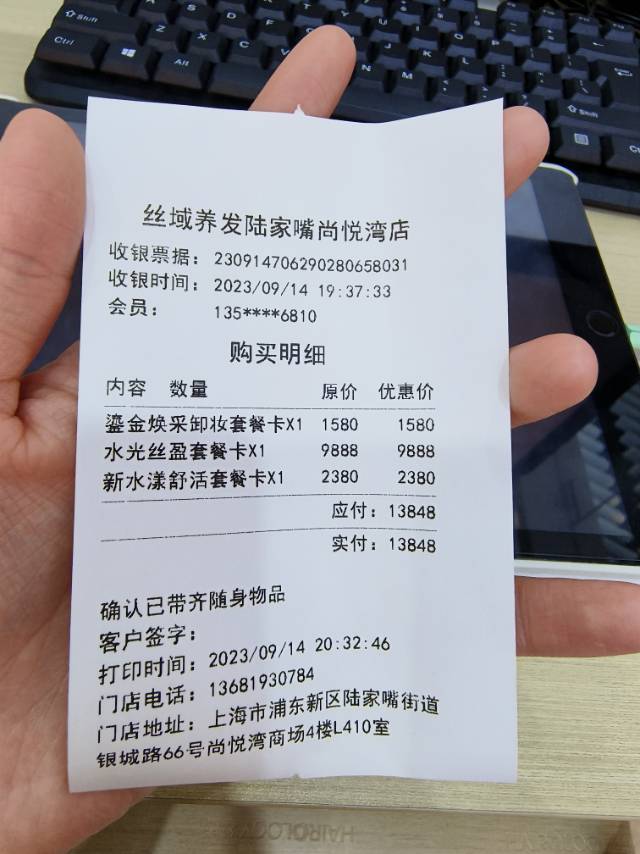 丝域养发陆家嘴尚悦湾店
收银票据：230914706290280658031
收银时间：2023/09/14 19:37:33
会员：135****6810
购买明细
内容 数量 原价 优惠价
鎏金焕采卸妆套餐卡X1 1580 1580
水光丝盈套餐卡X1 9888 9888
新水漾舒活套餐卡X1 2380 2380
应付：13848
实付：13848
确认已带齐随身物品
客户签字：
打印时间：2023/09/14 20:32:46
门店电话：13681930784
门店地址：上海市浦东新区陆家嘴街道
银城路66号尚悦湾商场4楼L410室
HAIROLOGY